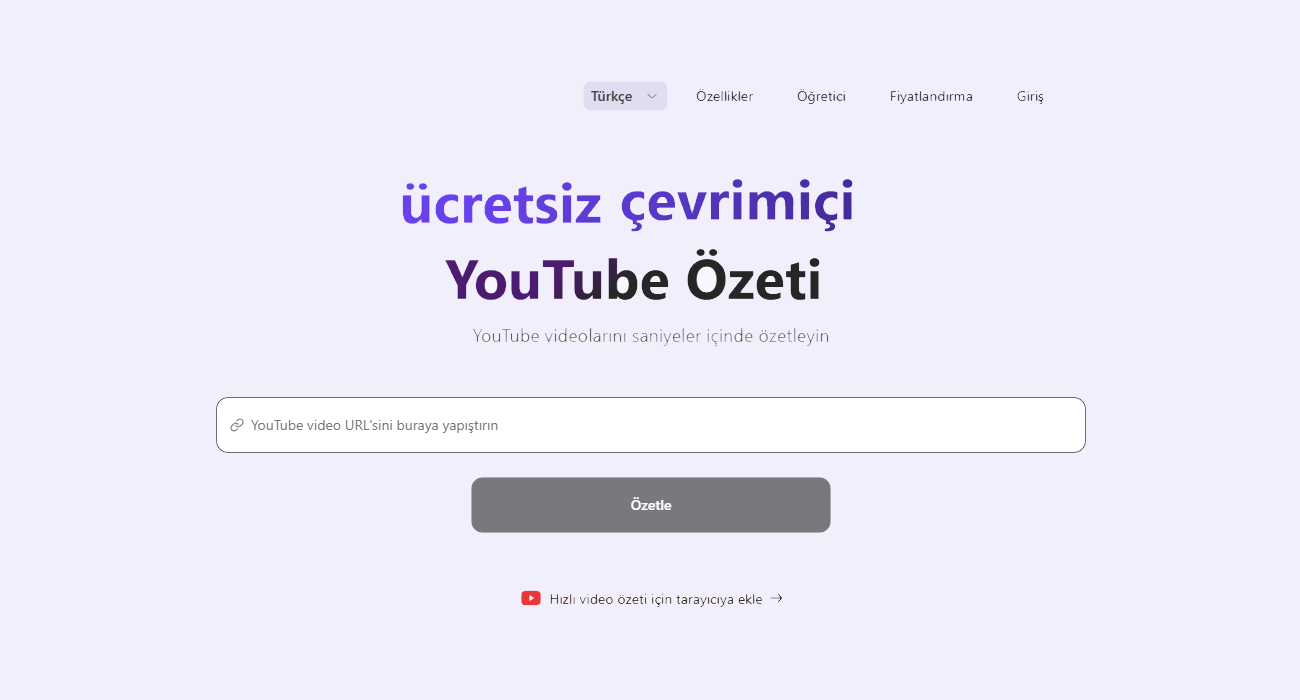 Türkçe Özellikler Öğretici Fiyatlandırma Giriş
ücretsiz çevrimiçi
YouTube Özeti
YouTube videolarını saniyeler içinde özetleyin
YouTube video URL'sini buraya yapıştırın
Özetle
Hızlı video özeti için tarayıcıya ekle →